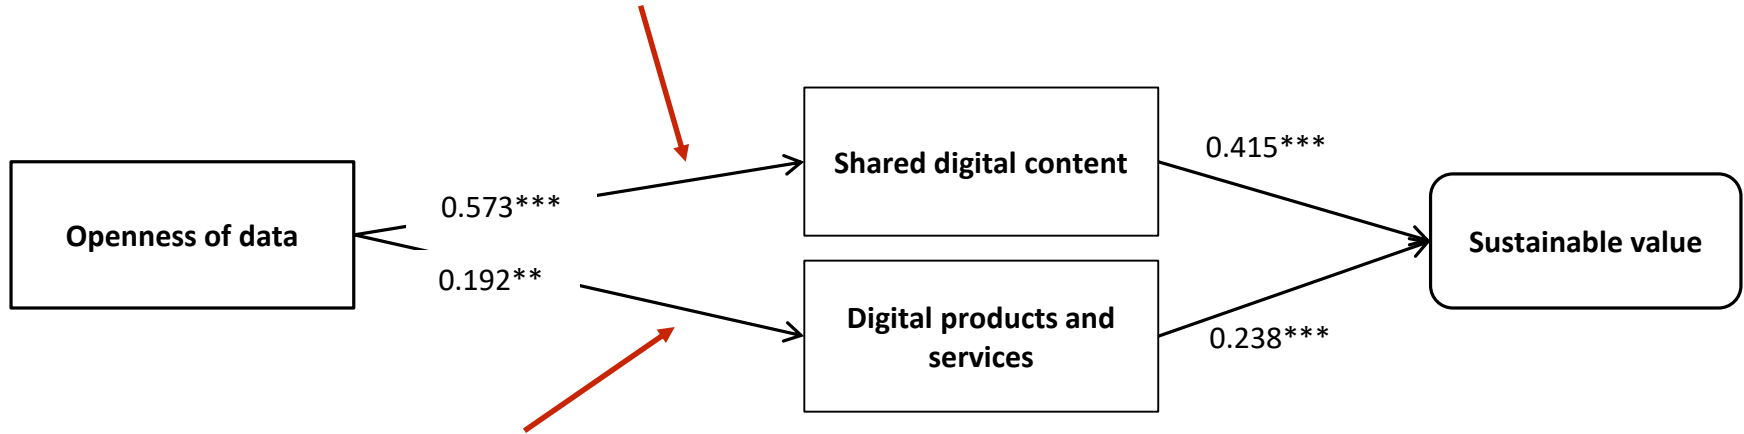 Openness of data
0.573***
0.192**
Shared digital content
Digital products and
services
0.415***
0.238***
Sustainable value